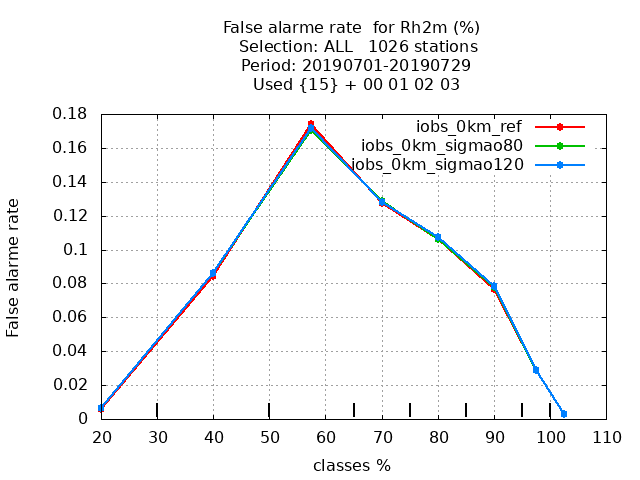 False alarme rate  for Rh2m (%)
Selection: ALL   1026 stations
Period: 20190701-20190729
Used {15} + 00 01 02 03
0.18
0.16
0.14
0.12
0.1
0.08
0.06
0.04
0.02
0
False alarme rate
iobs_0km_ref
iobs_0km_sigmao80
iobs_0km_sigmao120
20 30 40 50 60 70 80 90 100 110
classes %